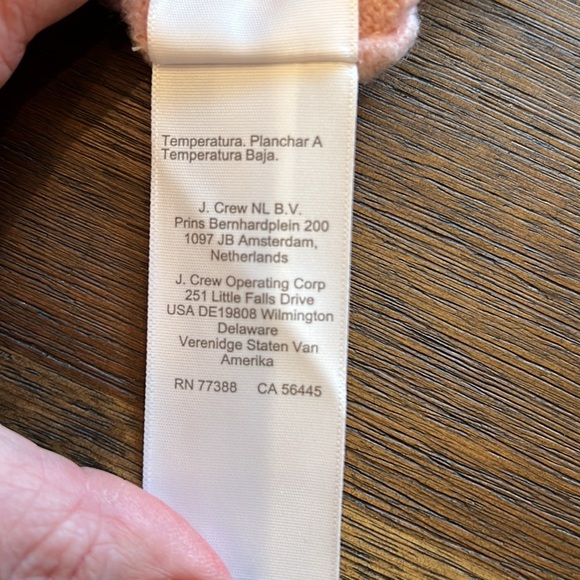 Temperatura. Planchar A
Temperatura Baja.
J. Crew NL B.V.
Prins Bernhardplein 200
1097 JB Amsterdam,
Netherlands
J. Crew Operating Corp
251 Little Falls Drive
USA DE19808 Wilmington
Delaware
Verenidge Staten Van
Amerika
RN 77388 CA 56445